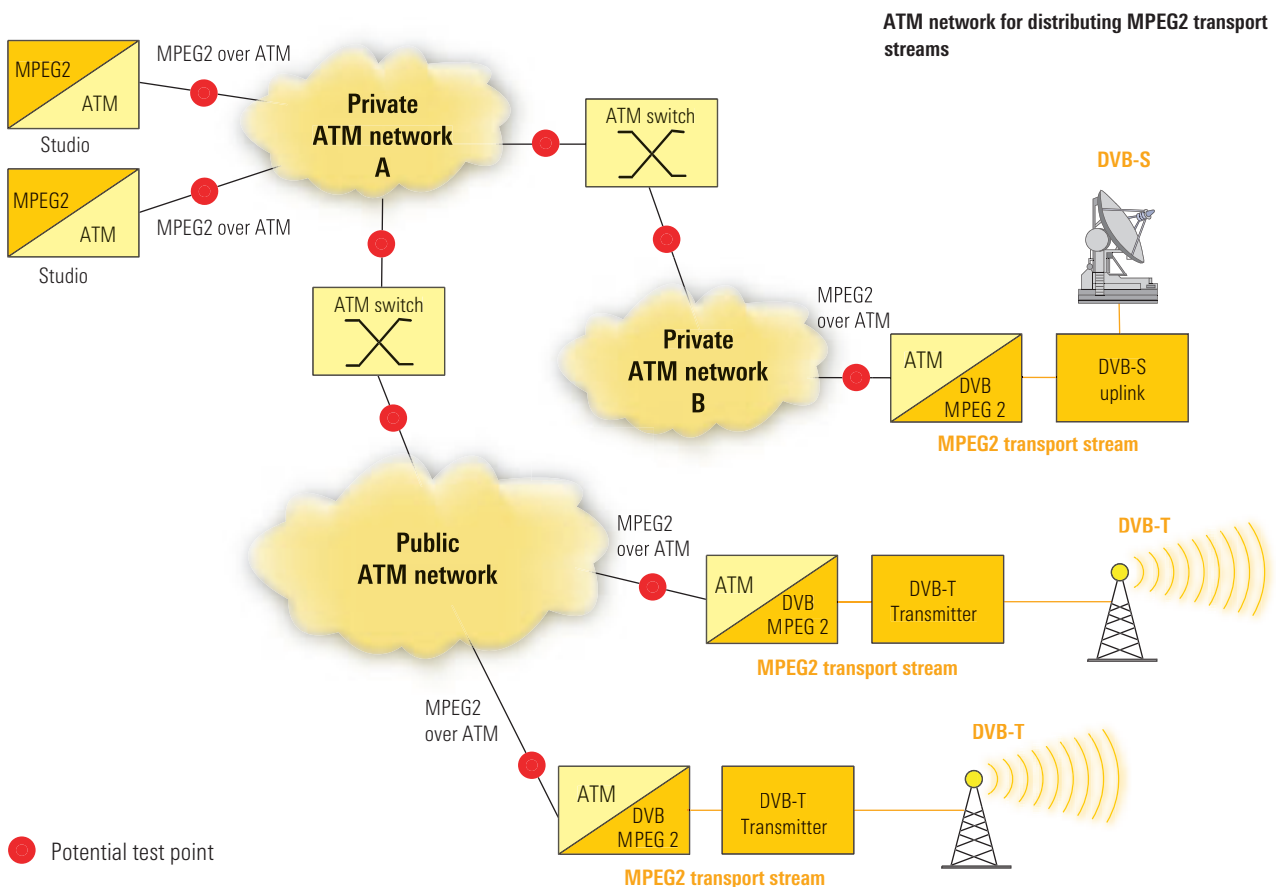 ATM network for distributing MPEG2 transport
streams
MPEG2
ATM
Studio
MPEG2 over ATM
MPEG2
ATM
Studio
MPEG2 over ATM
Private
ATM network
A
ATM switch
ATM switch
Private
ATM network
B
MPEG2
over ATM
ATM
DVB
MPEG 2
MPEG2 transport stream
DVB-S
uplink
DVB-S
Public
ATM network
MPEG2
over ATM
ATM
DVB
MPEG 2
MPEG2 transport stream
DVB-T
Transmitter
DVB-T
MPEG2
over ATM
ATM
DVB
MPEG 2
MPEG2 transport stream
DVB-T
Transmitter
DVB-T
Potential test point